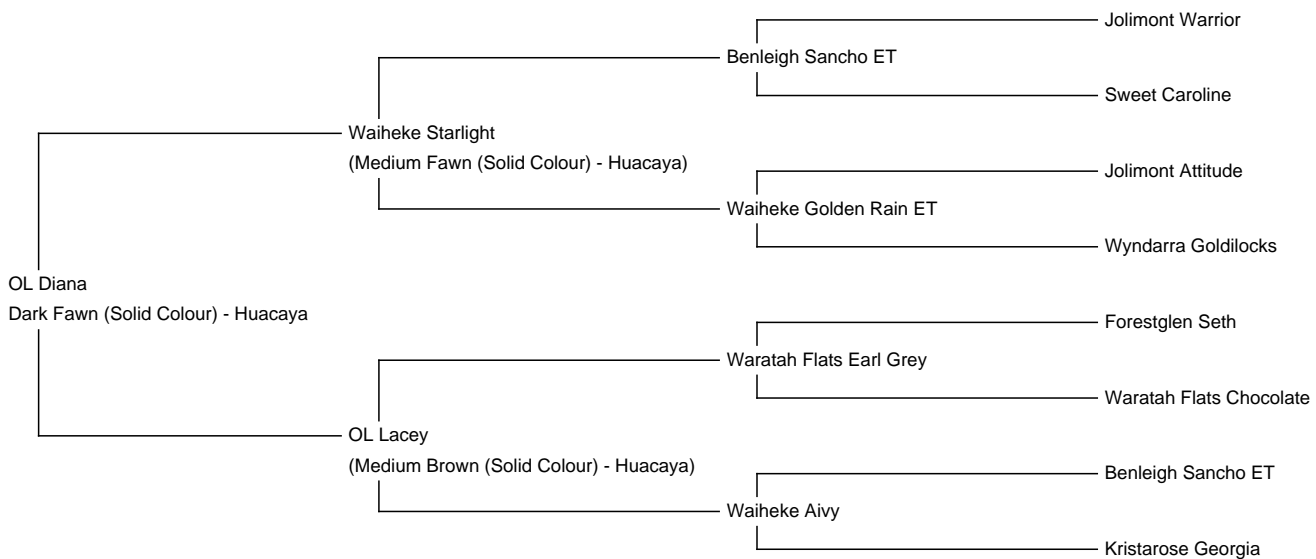 Jolimont Warrior
Benleigh Sancho ET
Sweet Caroline
Waiheke Starlight
(Medium Fawn (Solid Colour) - Huacaya)
Jolimont Attitude
Waiheke Golden Rain ET
Wyndarra Goldilocks
OL Diana
Dark Fawn (Solid Colour) - Huacaya
Forestglen Seth
Waratah Flats Earl Grey
Waratah Flats Chocolate
OL Lacey
(Medium Brown (Solid Colour) - Huacaya)
Benleigh Sancho ET
Waiheke Aivy
Kristarose Georgia